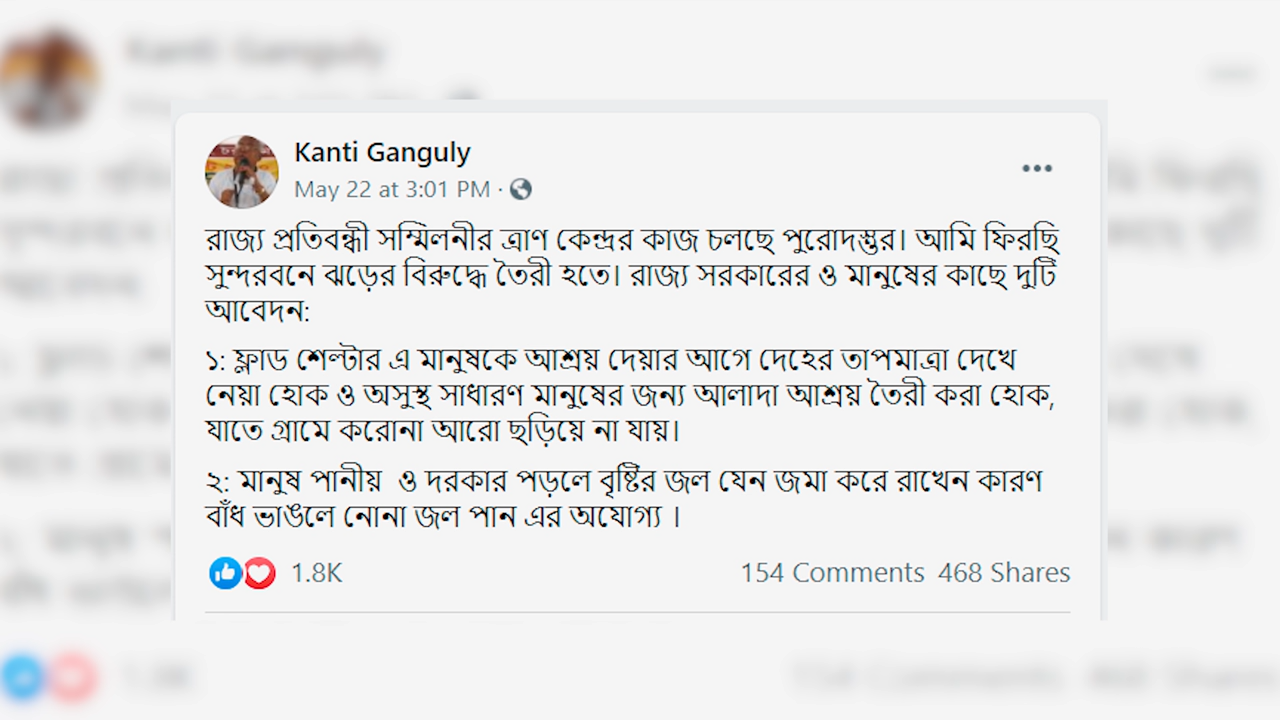 Kanti Ganguly
May 22 at 3:01 PM ·
রাজ্য প্রতিবন্ধী সম্মিলনীর ত্রাণ কেন্দ্রর কাজ চলছে পুরোদস্তুর। আমি ফিরছি
সুন্দরবনে ঝড়ের বিরুদ্ধে তৈরী হতে। রাজ্য সরকারের ও মানুষের কাছে দুটি
আবেদন:
১: ফ্লাড শেল্টার এ মানুষকে আশ্রয় দেয়ার আগে দেহের তাপমাত্রা দেখে
নেয়া হোক ও অসুস্থ সাধারণ মানুষের জন্য আলাদা আশ্রয় তৈরী করা হোক,
যাতে গ্রামে করোনা আরো ছড়িয়ে না যায়।
২: মানুষ পানীয় ও দরকার পড়লে বৃষ্টির জল যেন জমা করে রাখেন কারণ
বাঁধ ভাঙলে নোনা জল পান এর অযোগ্য ।
1.8K
154 Comments 468 Shares